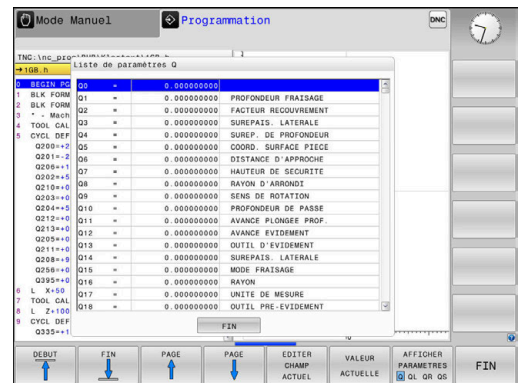 Mode Manuel
Programmation
DNC
TNC:\nc_pro
→1GB.h
Liste de paramètres Q
0 BEGIN PG
1 BLK FORM
2 BLK FORM
3 * - Mach
4 TOOL CAL
5 CYCL DEF
Q200=+2
Q201=-2
Q206=+1
Q202=+5
Q210=+0
Q203=+0
Q204=+5
Q212=+0
Q213=+0
Q205=+0
Q211=+0
Q208=+9
Q256=+0
Q395=+0
6 L X+50
7 TOOL CAL
8 L Z+100
9 CYCL DEF
Q335=+1
Q0 = 0.000000000
Q1 = 0.000000000 PROFONDEUR FRAISAGE
Q2 = 0.000000000 FACTEUR RECOUVREMENT
Q3 = 0.000000000 SUREPAIS. LATERALE
Q4 = 0.000000000 SUREP. DE PROFONDEUR
Q5 = 0.000000000 COORD. SURFACE PIECE
Q6 = 0.000000000 DISTANCE D'APPROCHE
Q7 = 0.000000000 HAUTEUR DE SECURITE
Q8 = 0.000000000 RAYON D'ARRONDI
Q9 = 0.000000000 SENS DE ROTATION
Q10 = 0.000000000 PROFONDEUR DE PASSE
Q11 = 0.000000000 AVANCE PLONGEE PROF.
Q12 = 0.000000000 AVANCE EVIDEMENT
Q13 = 0.000000000 OUTIL D'EVIDEMENT
Q14 = 0.000000000 SUREPAIS. LATERALE
Q15 = 0.000000000 MODE FRAISAGE
Q16 = 0.000000000 RAYON
Q17 = 0.000000000 UNITE DE MESURE
Q18 = 0.000000000 OUTIL PRE-EVIDEMENT
FIN
DEBUT
FIN
PAGE
PAGE
EDITER
CHAMP
ACTUEL
VALEUR
ACTUELLE
AFFICHER
PARAMETRES
Q QL QR QS
FIN